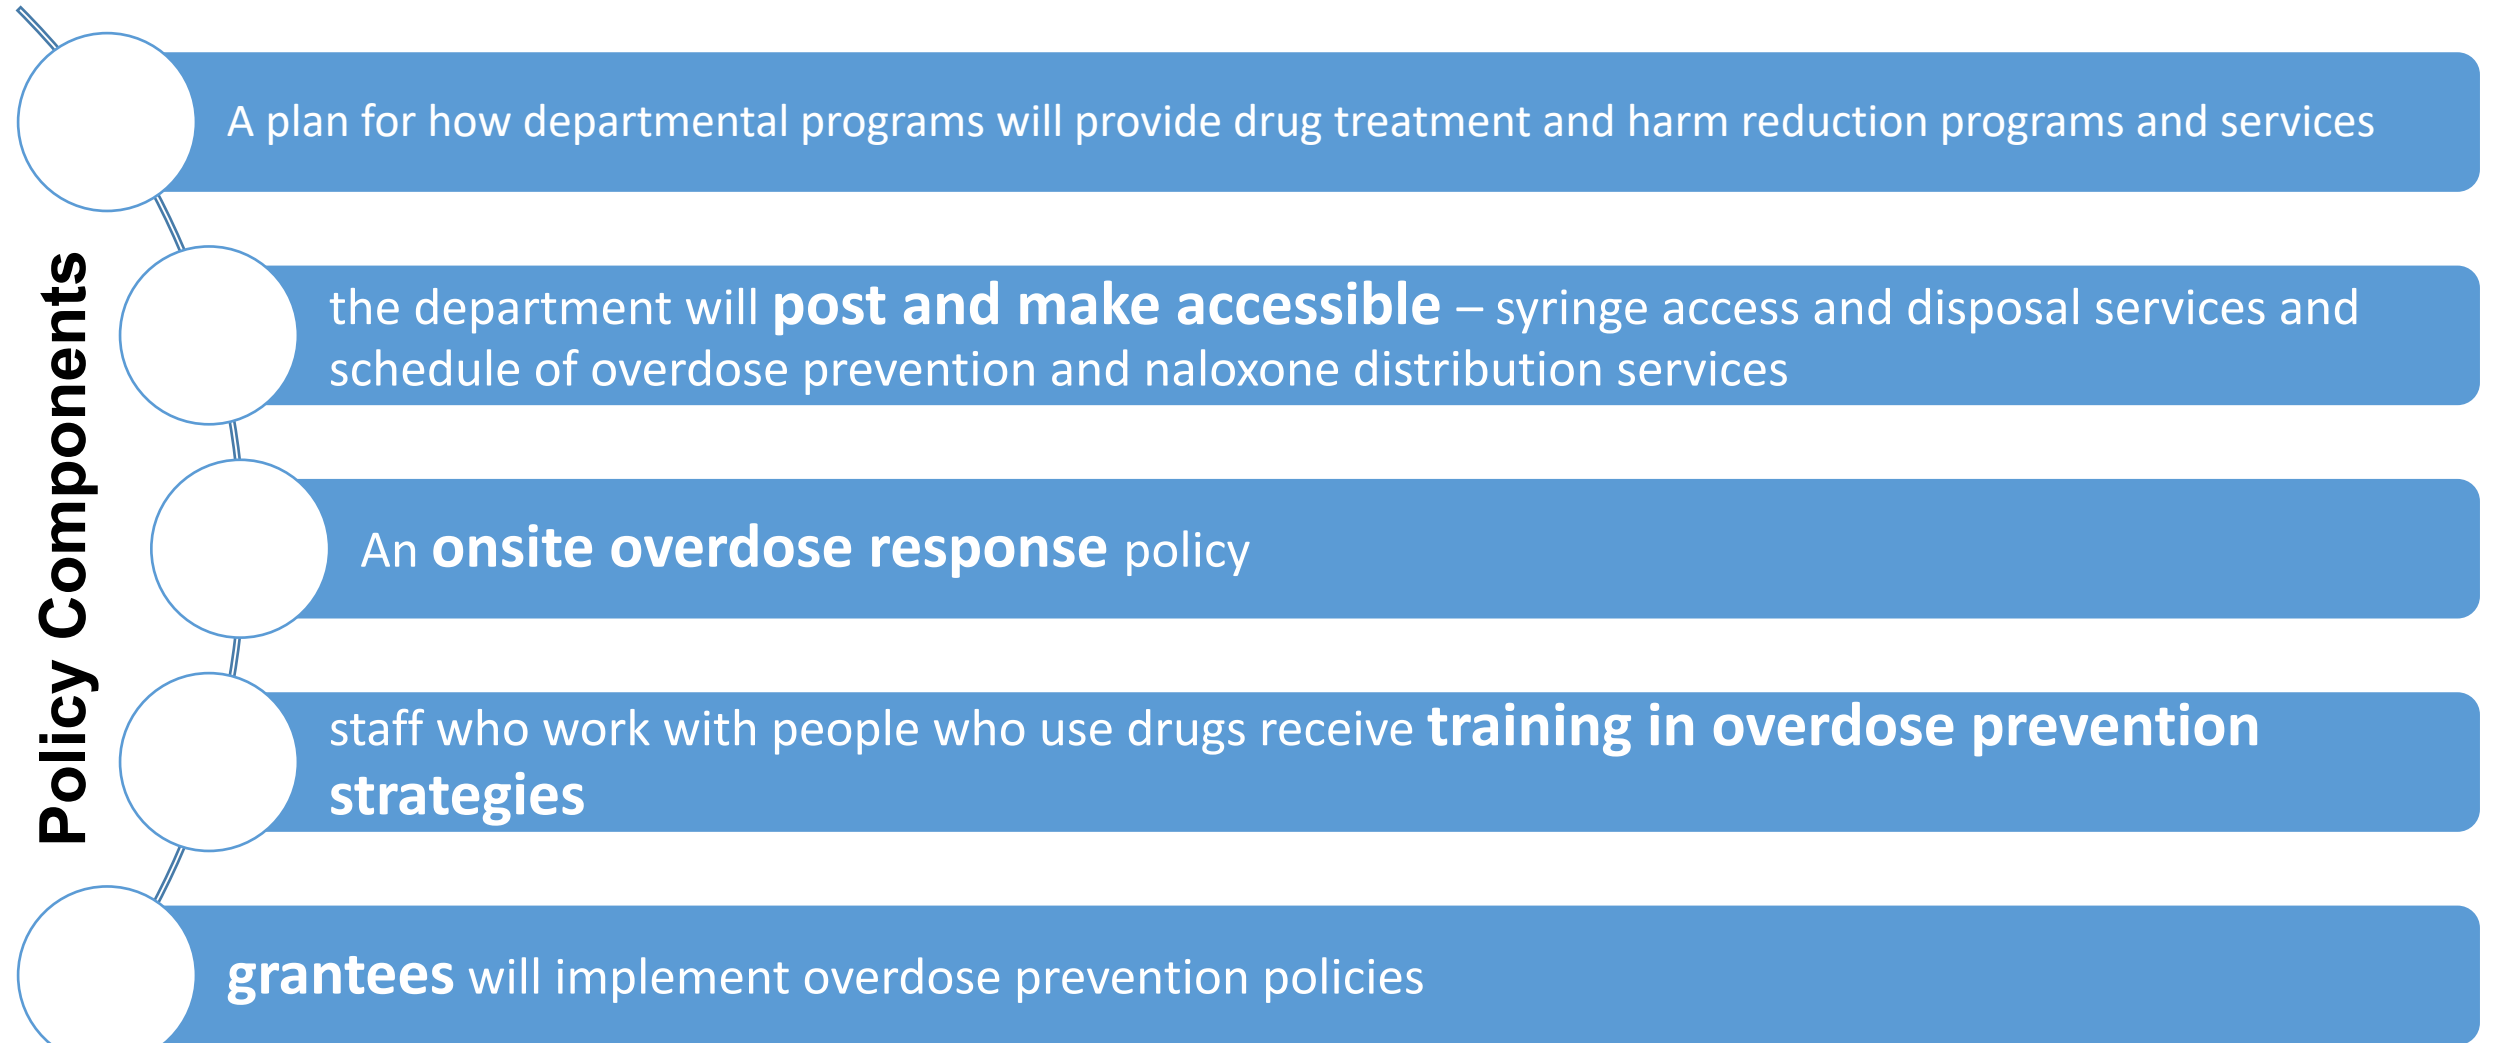 Policy Components
A plan for how departmental programs will provide drug treatment and harm reduction programs and services
the department will post and make accessible – syringe access and disposal services and
schedule of overdose prevention and naloxone distribution services
An onsite overdose response policy
staff who work with people who use drugs receive training in overdose prevention
strategies
grantees will implement overdose prevention policies